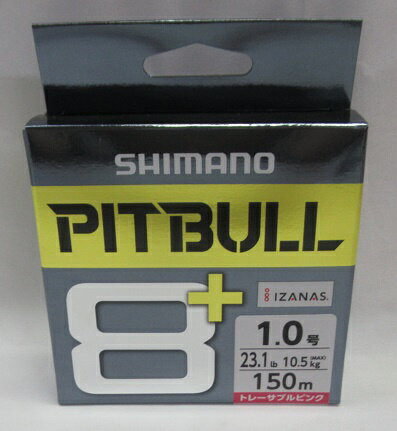 SHIMANO
PITBULL
8+
IZANAS
1.0号
23.1lb 10.5kg (MAX)
150m
トレーサブルピンク